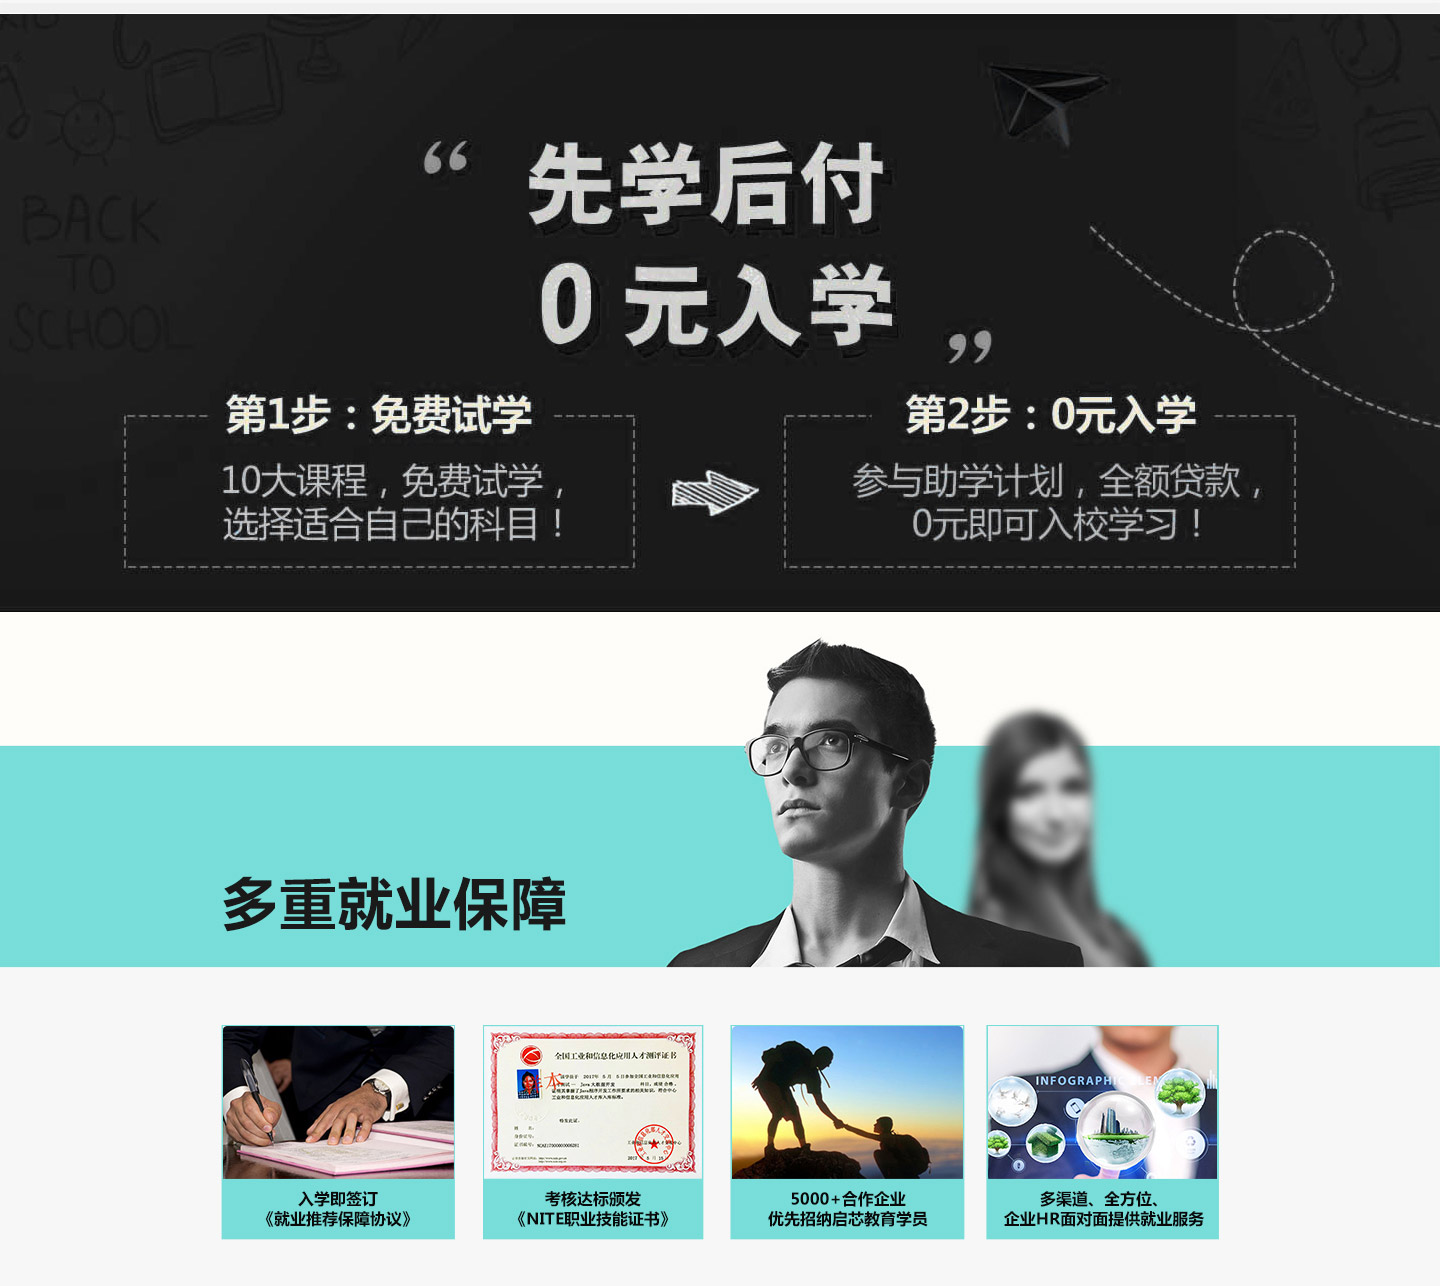 BACK
TO
SCHOOL
“先学后付
0元入学”
第1步：免费试学
10大课程，免费试学，
选择适合自己的科目！
第2步：0元入学
参与助学计划，全额贷款，
0元即可入校学习！
多重就业保障
全国工业和信息化应用人才测评证书
INFOGRAPHIC
入学即签订
《就业推荐保障协议》
考核达标颁发
《NITE职业技能证书》
5000+合作企业
优先招纳启芯教育学员
多渠道、全方位、
企业HR面对面提供就业服务